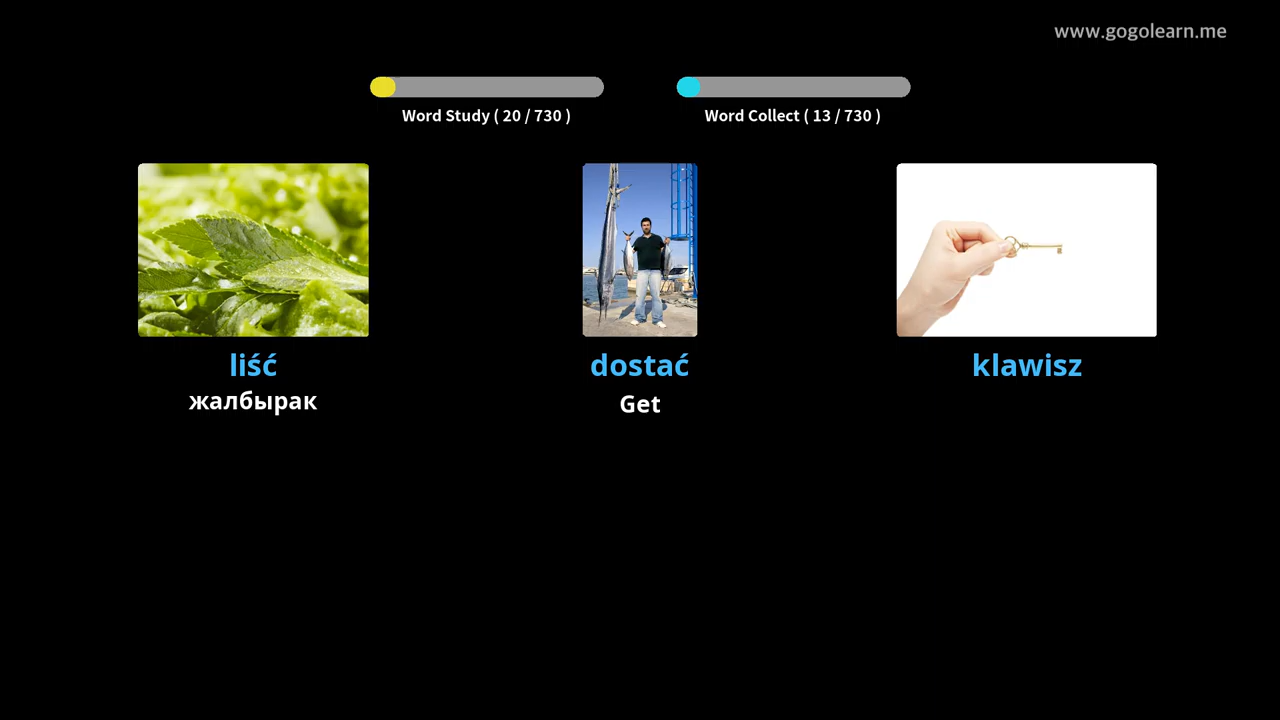 www.gogolearn.me
Word Study ( 20 / 730 )
Word Collect ( 13 / 730 )
liść
dostać
klawisz
жалбырак
Get